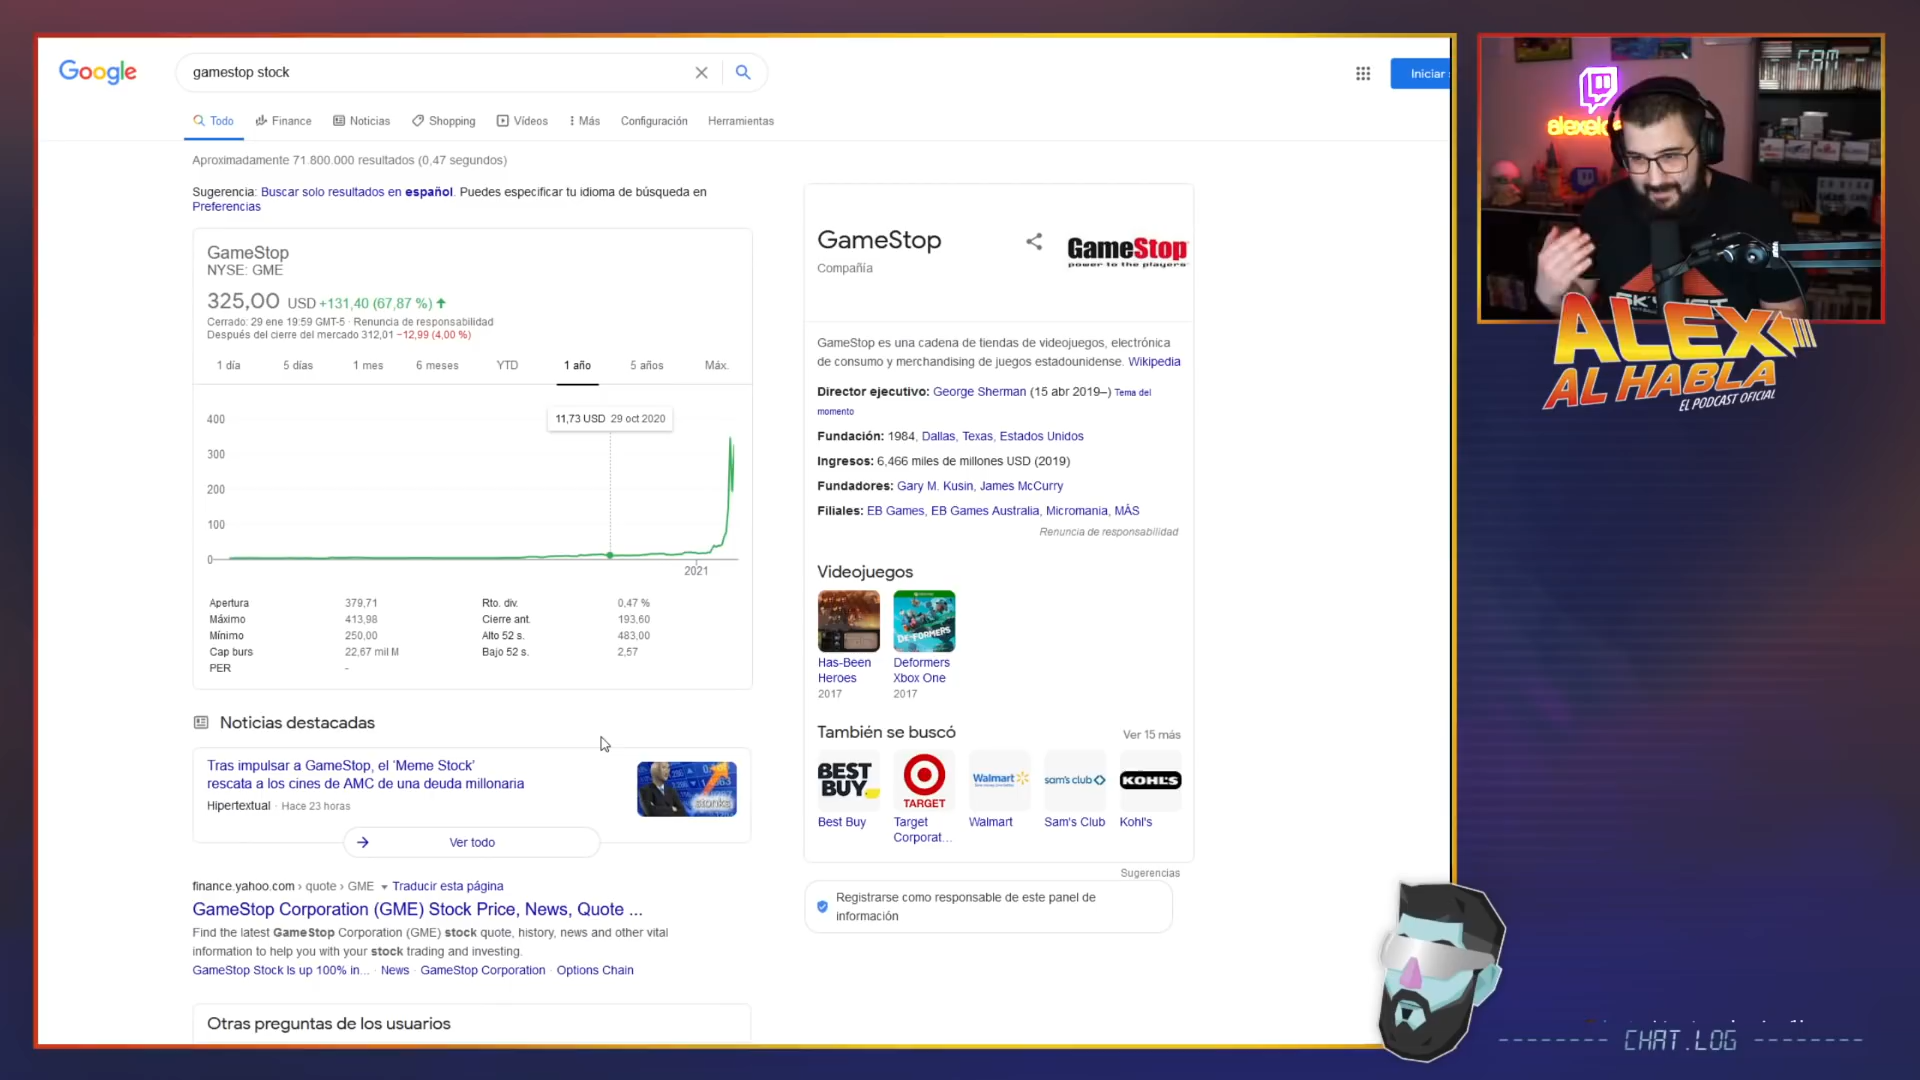 Google
gamestop stock
Iniciar
Todo
Finance
Noticias
Shopping
Vídeos
Más
Configuración
Herramientas
Aproximadamente 71.800.000 resultados (0,47 segundos)
Sugerencia: Buscar solo resultados en español. Puedes especificar tu idioma de búsqueda en
Preferencias
GameStop
NYSE: GME
325,00 USD +131,40 (67,87 %)
Cerrado: 29 ene 19:59 GMT-5 · Renuncia de responsabilidad
Después del cierre del mercado 312,01 −12,99 (4,00 %)
1 día
5 días
1 mes
6 meses
YTD
1 año
5 años
Máx.
11,73 USD 29 oct 2020
400
300
200
100
0
2021
Apertura 379,71 Rto. div. 0,47 %
Máximo 413,98 Cierre ant. 193,60
Mínimo 250,00 Alto 52 s. 483,00
Cap burs 22,67 mil M Bajo 52 s. 2,57
PER -
Noticias destacadas
Tras impulsar a GameStop, el 'Meme Stock'
rescata a los cines de AMC de una deuda millonaria
Hipertextual · Hace 23 horas
stonks
Ver todo
finance.yahoo.com › quote › GME Traducir esta página
GameStop Corporation (GME) Stock Price, News, Quote ...
Find the latest GameStop Corporation (GME) stock quote, history, news and other vital
information to help you with your stock trading and investing.
GameStop Stock Is up 100% in... · News · GameStop Corporation · Options Chain
Otras preguntas de los usuarios
GameStop
Compañía
GameStop
power to the players
GameStop es una cadena de tiendas de videojuegos, electrónica
de consumo y merchandising de juegos estadounidense. Wikipedia
Director ejecutivo: George Sherman (15 abr 2019–) Tema del
momento
Fundación: 1984, Dallas, Texas, Estados Unidos
Ingresos: 6,466 miles de millones USD (2019)
Fundadores: Gary M. Kusin, James McCurry
Filiales: EB Games, EB Games Australia, Micromania, MÁS
Renuncia de responsabilidad
Videojuegos
DE-FORMERS
Has-Been
Heroes
2017
Deformers
Xbox One
2017
También se buscó
Ver 15 más
BEST
BUY
TARGET
Walmart
sam's club
KOHL'S
Best Buy
Target
Corporat...
Walmart
Sam's Club
Kohl's
Sugerencias
Registrarse como responsable de este panel de
información
CAM
ALEX
AL HABLA
EL PODCAST OFICIAL
CHAT.LOG